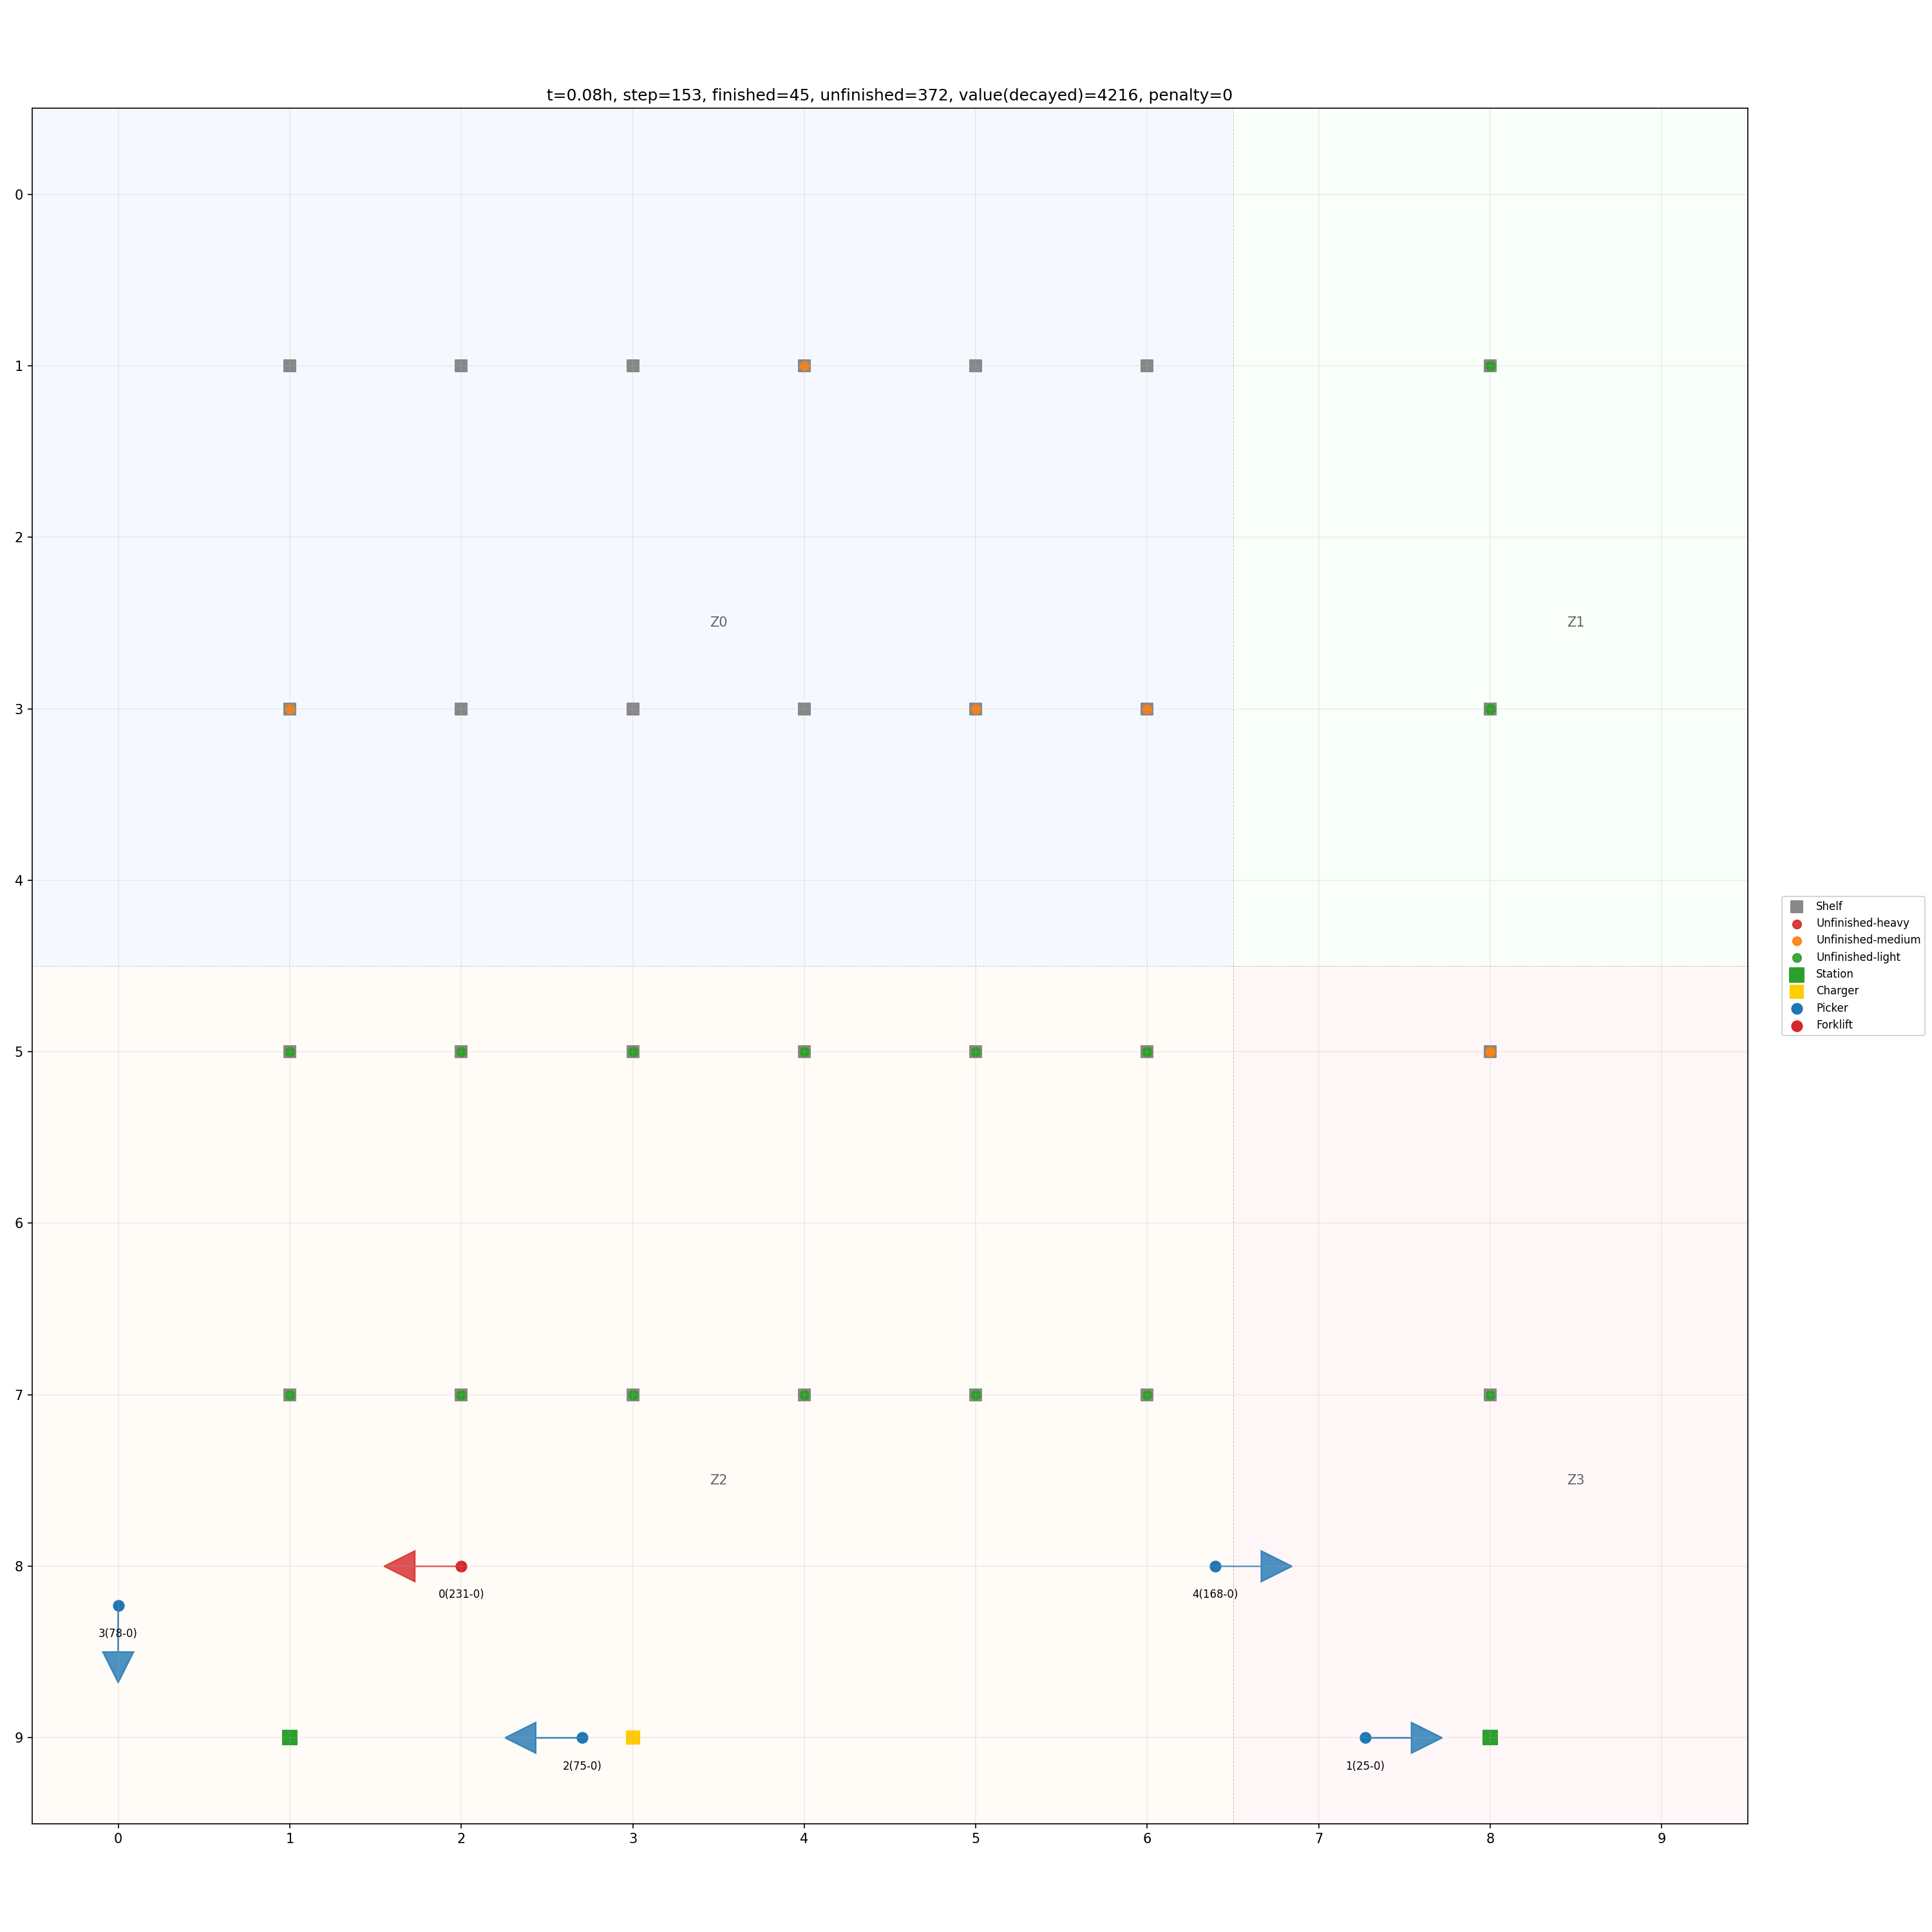 t=0.08h, step=153, finished=45, unfinished=372, value(decayed)=4216, penalty=0
0
1
2
Z0
Z1
3
4
Shelf
Unfinished-heavy
Unfinished-medium
Unfinished-light
Station
Charger
Picker
Forklift
5
6
7
Z2
Z3
8
0(231-0)
4(168-0)
3(78-0)
9
2(75-0)
1(25-0)
0 1 2 3 4 5 6 7 8 9